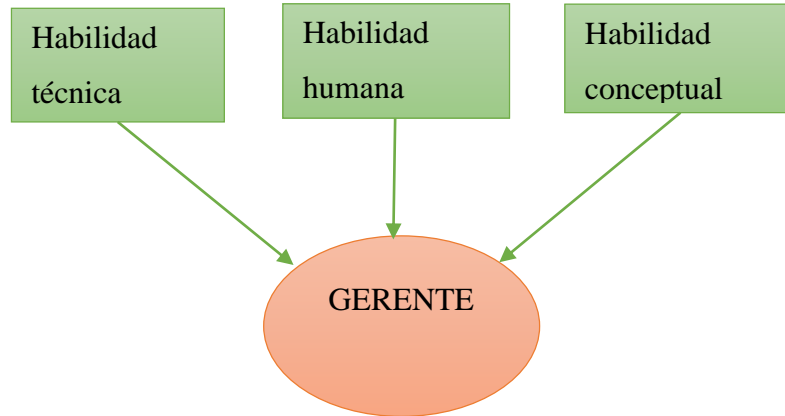 Habilidad
técnica
Habilidad
humana
Habilidad
conceptual
GERENTE